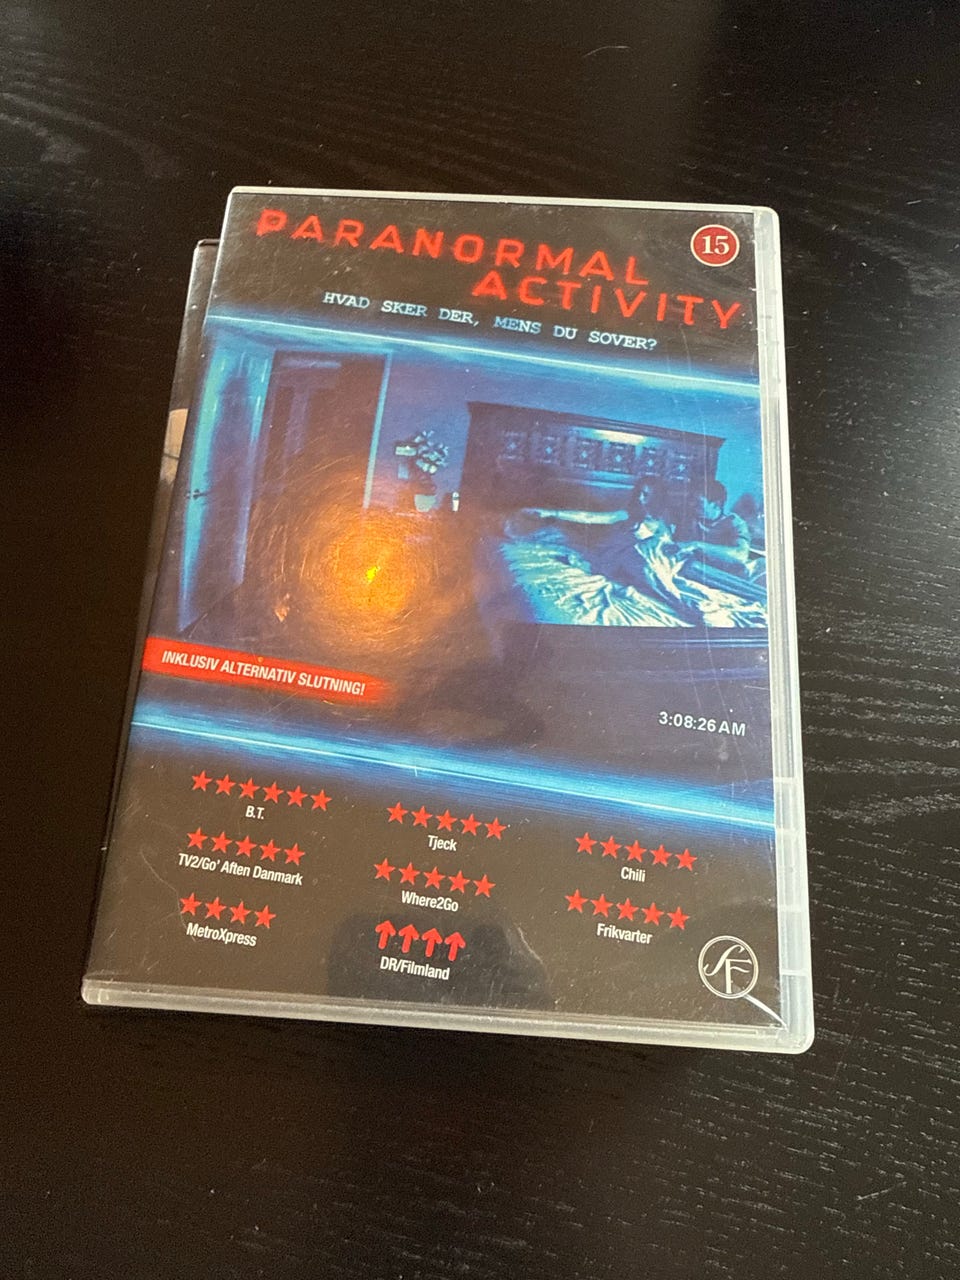 PARANORMAL
ACTIVITY
15
HVAD SKER DER, MENS DU SOVER?
INKLUSIV ALTERNATIV SLUTNING!
3:08:26 AM
★★★★★★
B.T.
★★★★★
Tjeck
★★★★★
Chili
★★★★★
TV2/Go' Aften Danmark
★★★★★
Where2Go
★★★★★
Frikvarter
★★★★
MetroXpress
↑↑↑↑
DR/Filmland
SF